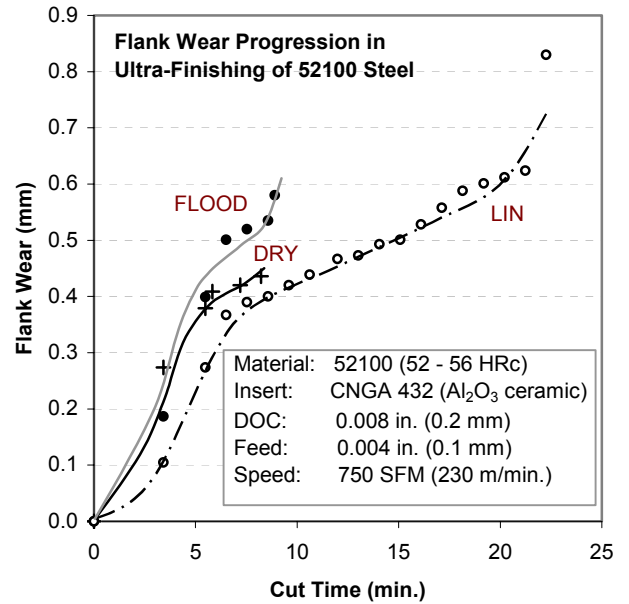 Flank Wear Progression in
Ultra-Finishing of 52100 Steel
Flank Wear (mm)
0.9
0.8
0.7
0.6
0.5
0.4
0.3
0.2
0.1
0.0
FLOOD
DRY
LIN
Material: 52100 (52 - 56 HRc)
Insert: CNGA 432 (Al₂O₃ ceramic)
DOC: 0.008 in. (0.2 mm)
Feed: 0.004 in. (0.1 mm)
Speed: 750 SFM (230 m/min.)
0 5 10 15 20 25
Cut Time (min.)